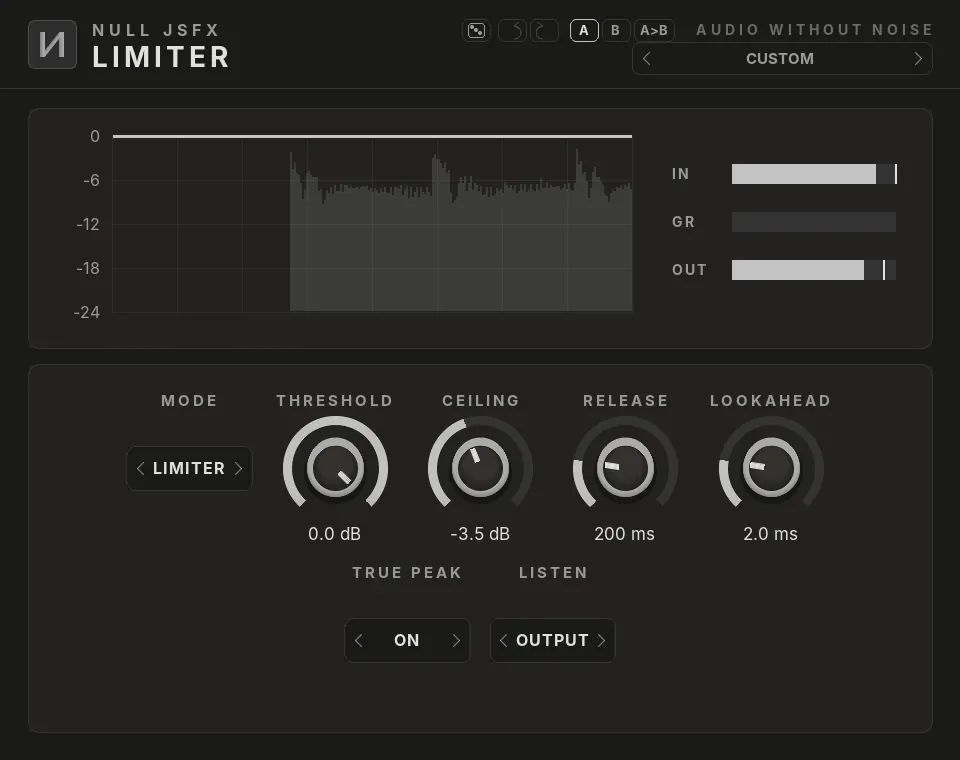 NULL JSFX
LIMITER
A B A>B AUDIO WITHOUT NOISE
CUSTOM
0
-6
-12
-18
-24
IN
GR
OUT
MODE THRESHOLD CEILING RELEASE LOOKAHEAD
LIMITER
0.0 dB -3.5 dB 200 ms 2.0 ms
TRUE PEAK LISTEN
ON OUTPUT